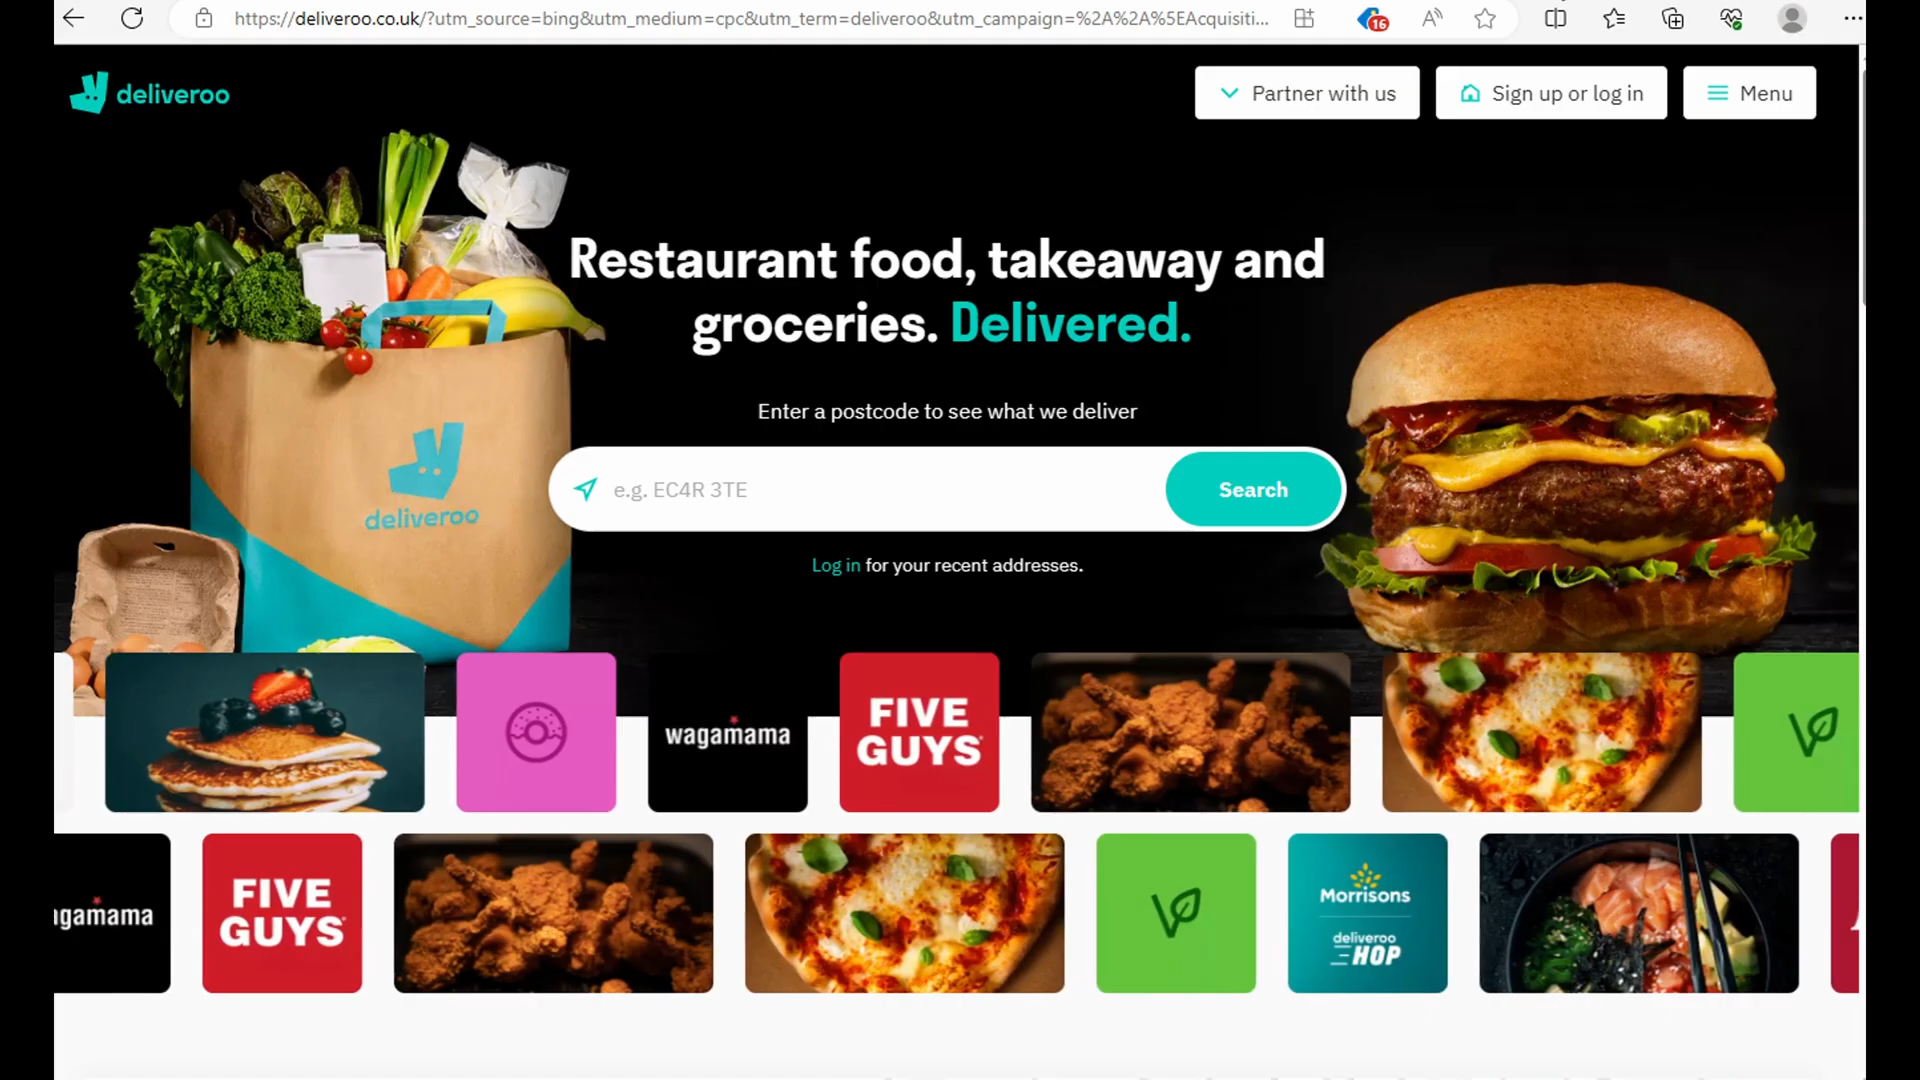 https://deliveroo.co.uk/?utm_source=bing&utm_medium=cpc&utm_term=deliveroo&utm_campaign=%2A%2A%5EAcquisiti...
16
deliveroo
Partner with us
Sign up or log in
Menu
Restaurant food, takeaway and
groceries. Delivered.
Enter a postcode to see what we deliver
e.g. EC4R 3TE
Search
deliveroo
Log in for your recent addresses.
wagamama
FIVE
GUYS
agamama
FIVE
GUYS
Morrisons
deliveroo
HOP